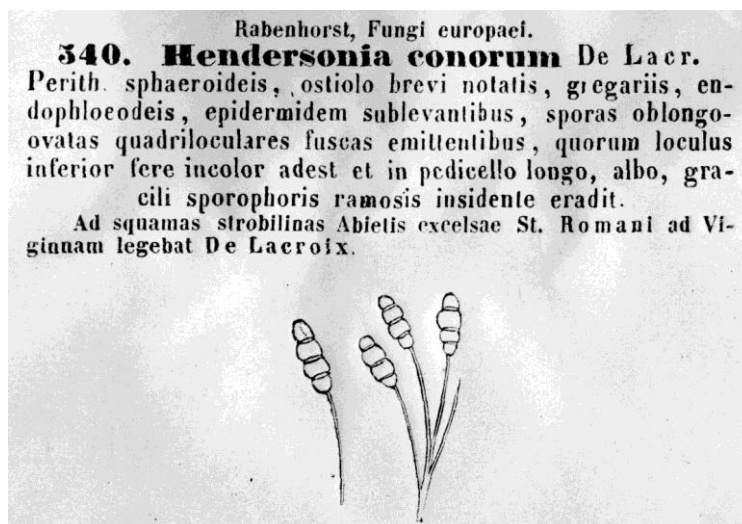 Rabenhorst, Fungi europaei.
540. Hendersonia conorum De Lacr.
Perith. sphaeroideis, ostiolo brevi notatis, gregariis, en-
dophloeodeis, epidermidem sublevantibus, sporas oblongo-
ovatas quadriloculares fuscas emittentibus, quorum loculus
inferior fere incolor adest et in pedicello longo, albo, gra-
cili sporophoris ramosis insidente eradit.
Ad squamas strobilinas Abietis excelsae St. Romani ad Vi-
ginnam legebat De Lacroix.